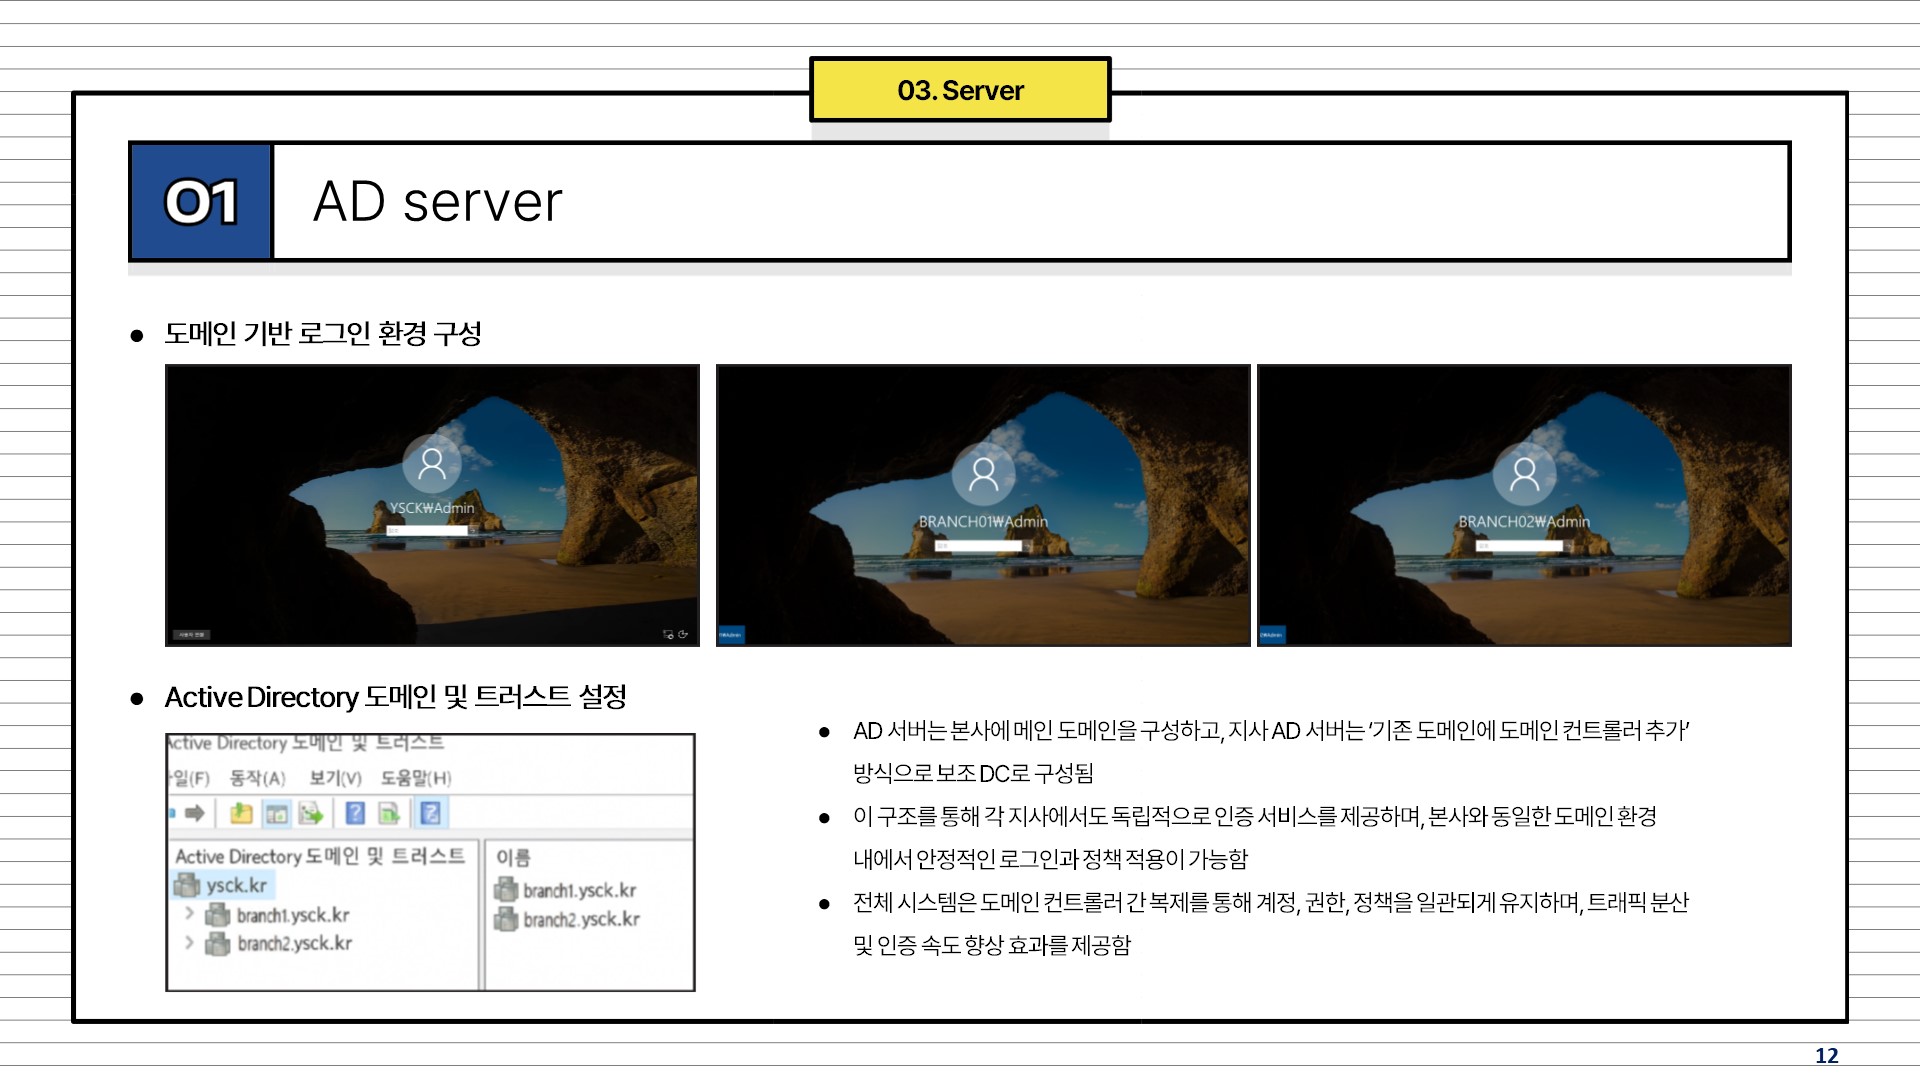 03. Server
01
AD server
● 도메인 기반 로그인 환경 구성
YSCK₩Admin
BRANCH01₩Admin
BRANCH02₩Admin
● Active Directory 도메인 및 트러스트 설정
Active Directory 도메인 및 트러스트
일(F) 동작(A) 보기(V) 도움말(H)
Active Directory 도메인 및 트러스트
ysck.kr
branch1.ysck.kr
branch2.ysck.kr
이름
branch1.ysck.kr
branch2.ysck.kr
● AD 서버는 본사에 메인 도메인을 구성하고, 지사 AD 서버는 ‘기존 도메인에 도메인 컨트롤러 추가’
방식으로 보조 DC로 구성됨
● 이 구조를 통해 각 지사에서도 독립적으로 인증 서비스를 제공하며, 본사와 동일한 도메인 환경
내에서 안정적인 로그인과 정책 적용이 가능함
● 전체 시스템은 도메인 컨트롤러 간 복제를 통해 계정, 권한, 정책을 일관되게 유지하며, 트래픽 분산
및 인증 속도 향상 효과를 제공함
12